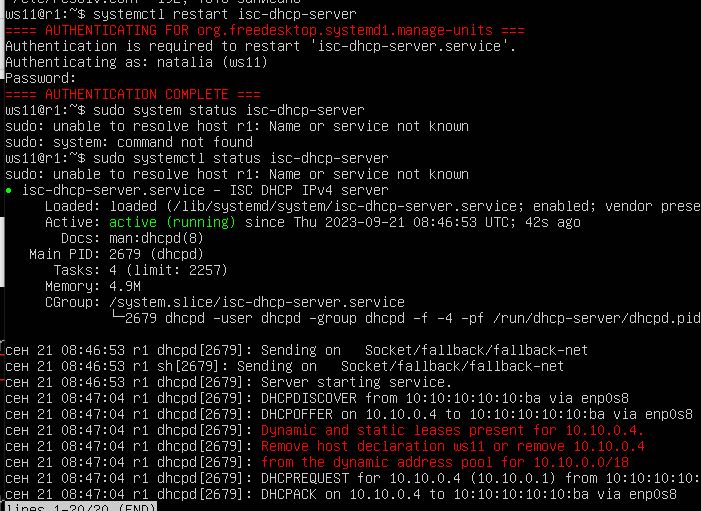 ws11@r1:~$ systemctl restart isc-dhcp-server
==== AUTHENTICATING FOR org.freedesktop.systemd1.manage-units ===
Authentication is required to restart 'isc-dhcp-server.service'.
Authenticating as: natalia (ws11)
Password:
==== AUTHENTICATION COMPLETE ===
ws11@r1:~$ sudo system status isc-dhcp-server
sudo: unable to resolve host r1: Name or service not known
sudo: system: command not found
ws11@r1:~$ sudo systemctl status isc-dhcp-server
sudo: unable to resolve host r1: Name or service not known
● isc-dhcp-server.service - ISC DHCP IPv4 server
Loaded: loaded (/lib/systemd/system/isc-dhcp-server.service; enabled; vendor prese
Active: active (running) since Thu 2023-09-21 08:46:53 UTC; 42s ago
Docs: man:dhcpd(8)
Main PID: 2679 (dhcpd)
Tasks: 4 (limit: 2257)
Memory: 4.9M
CGroup: /system.slice/isc-dhcp-server.service
└─2679 dhcpd -user dhcpd -group dhcpd -f -4 -pf /run/dhcp-server/dhcpd.pid
сен 21 08:46:53 r1 dhcpd[2679]: Sending on   Socket/fallback/fallback-net
сен 21 08:46:53 r1 sh[2679]: Sending on   Socket/fallback/fallback-net
сен 21 08:46:53 r1 dhcpd[2679]: Server starting service.
сен 21 08:47:04 r1 dhcpd[2679]: DHCPDISCOVER from 10:10:10:10:10:ba via enp0s8
сен 21 08:47:04 r1 dhcpd[2679]: DHCPOFFER on 10.10.0.4 to 10:10:10:10:10:ba via enp0s8
сен 21 08:47:04 r1 dhcpd[2679]: Dynamic and static leases present for 10.10.0.4.
сен 21 08:47:04 r1 dhcpd[2679]: Remove host declaration ws11 or remove 10.10.0.4
сен 21 08:47:04 r1 dhcpd[2679]: from the dynamic address pool for 10.10.0.0/18
сен 21 08:47:04 r1 dhcpd[2679]: DHCPREQUEST for 10.10.0.4 (10.10.0.1) from 10:10:10:10:
сен 21 08:47:04 r1 dhcpd[2679]: DHCPACK on 10.10.0.4 to 10:10:10:10:10:ba via enp0s8
lines 1-20/20 (END)